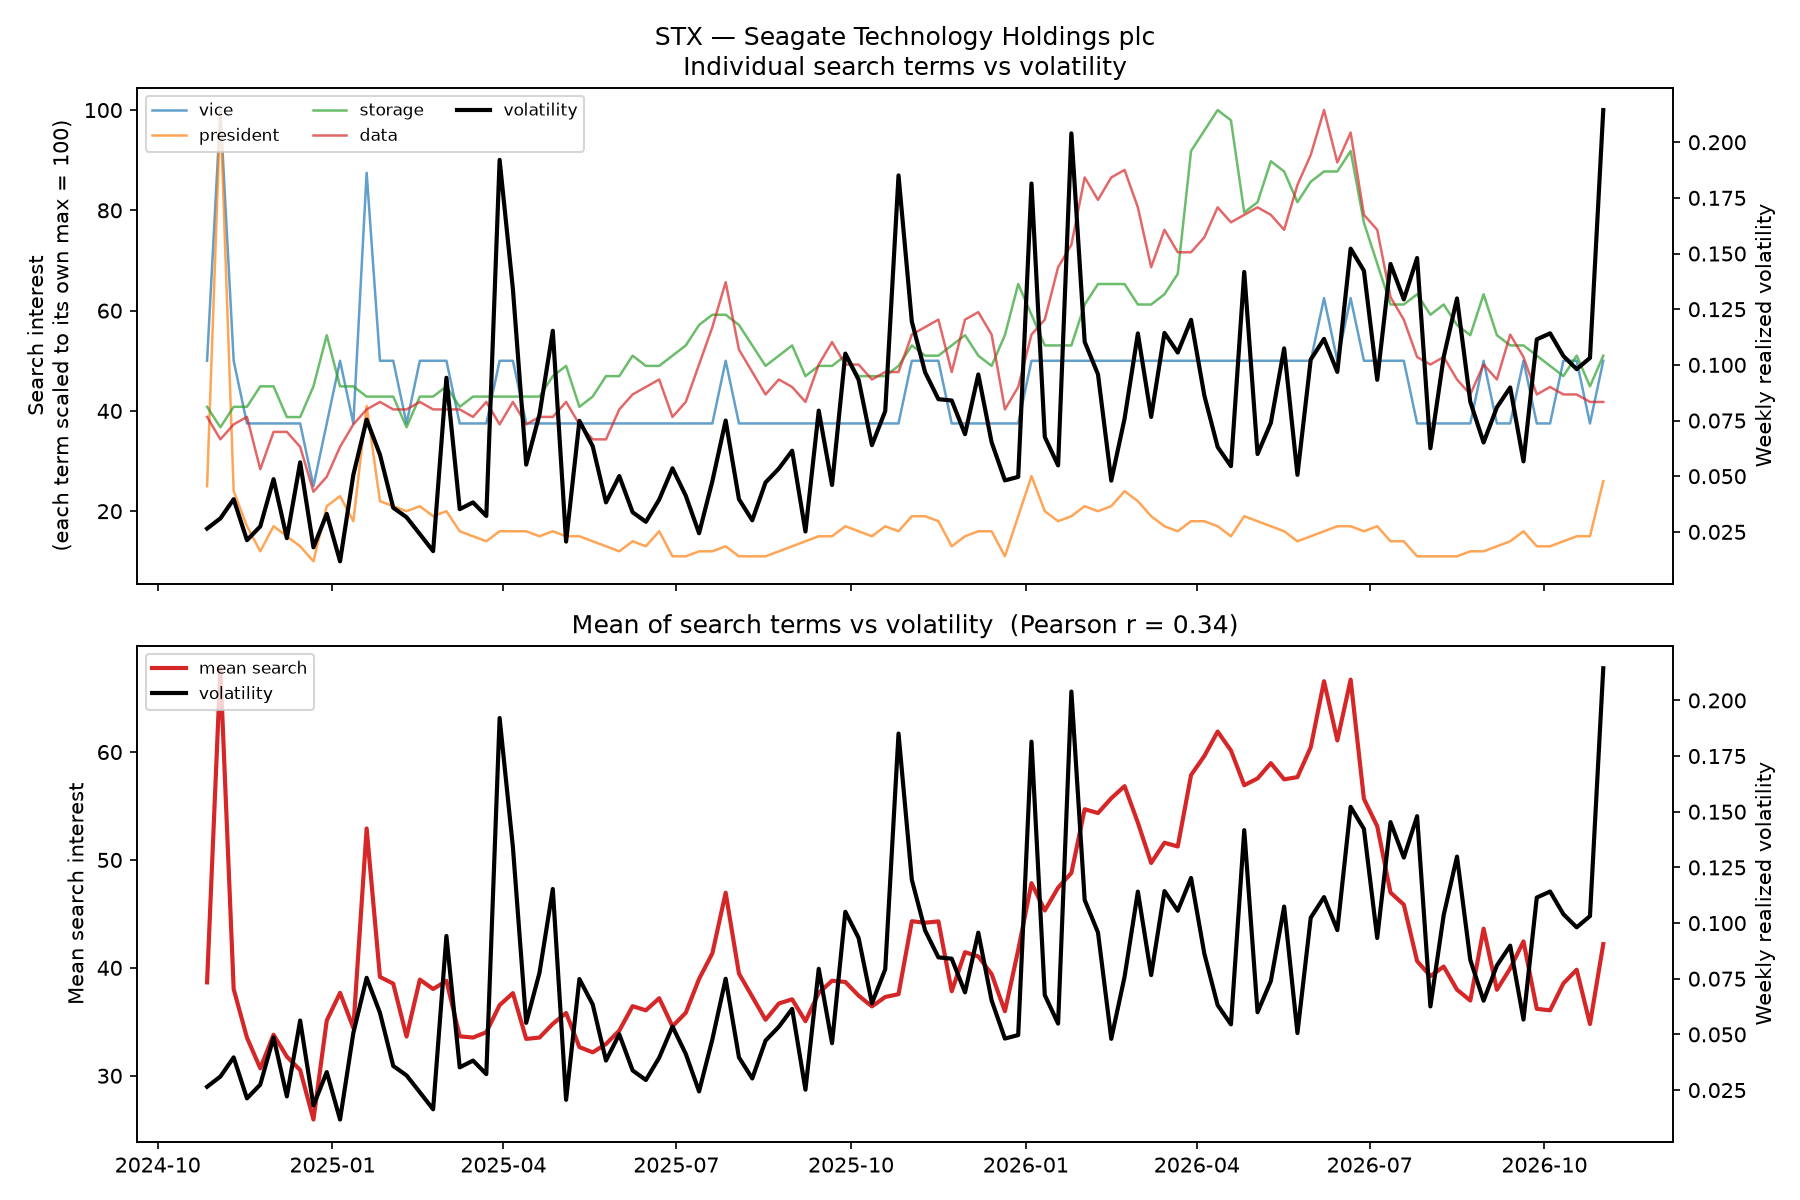 STX — Seagate Technology Holdings plc
Individual search terms vs volatility
vice
president
storage
data
volatility
Search interest
(each term scaled to its own max = 100)
100
80
60
40
20
Weekly realized volatility
0.200
0.175
0.150
0.125
0.100
0.075
0.050
0.025
Mean of search terms vs volatility (Pearson r = 0.34)
mean search
volatility
Mean search interest
60
50
40
30
Weekly realized volatility
0.200
0.175
0.150
0.125
0.100
0.075
0.050
0.025
2024-10
2025-01
2025-04
2025-07
2025-10
2026-01
2026-04
2026-07
2026-10